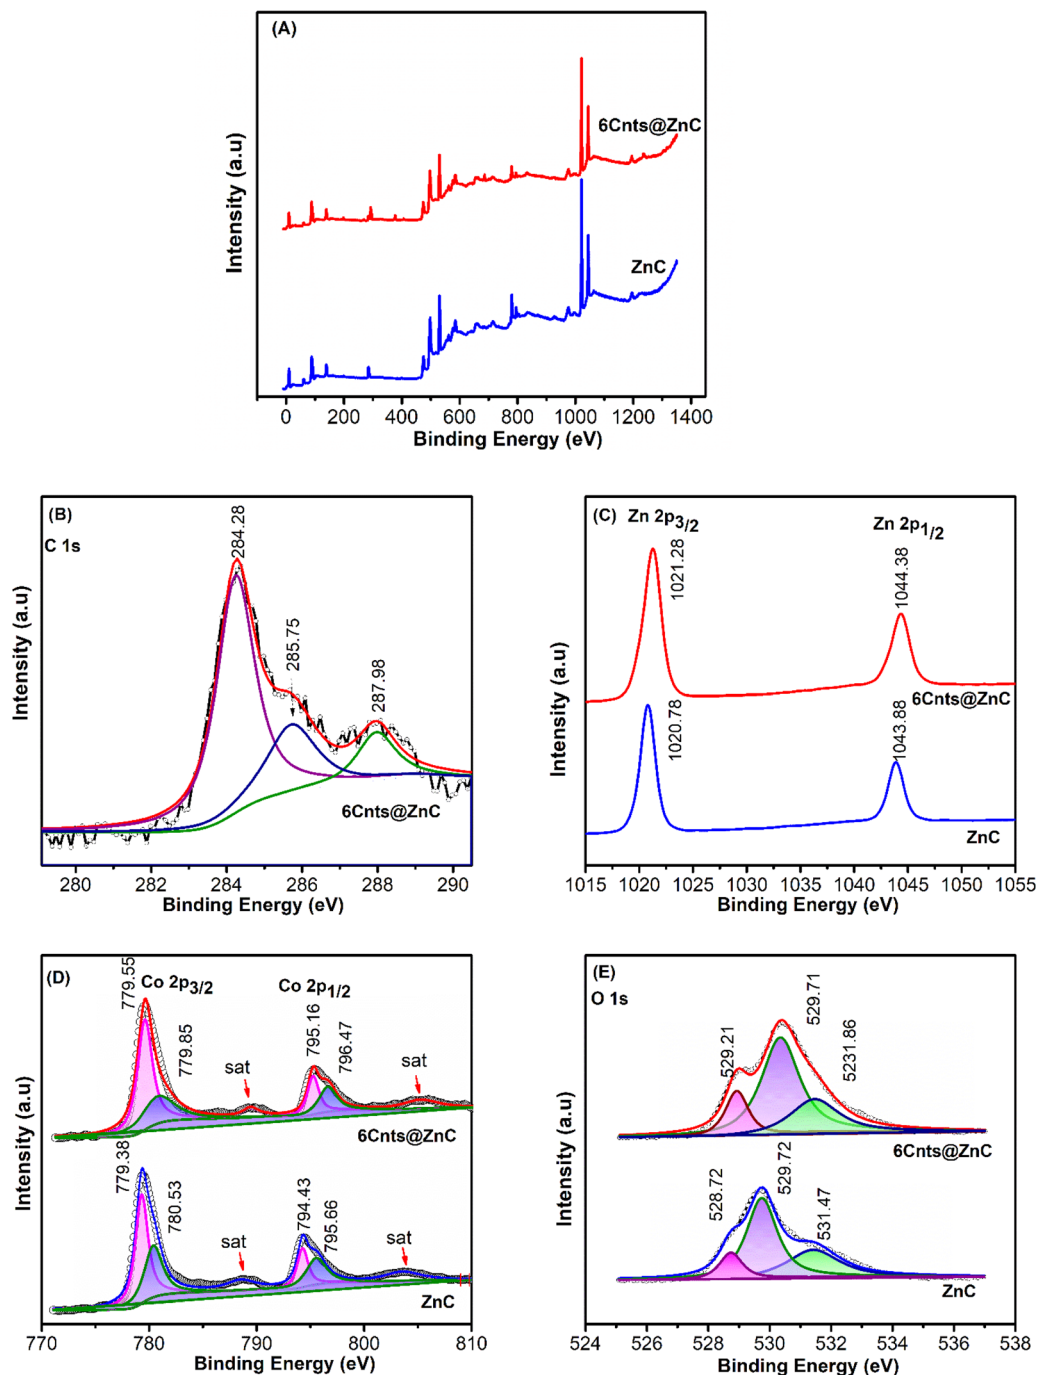 (A)
6Cnts@ZnC
ZnC
Intensity (a.u)
0 200 400 600 800 1000 1200 1400
Binding Energy (eV)
(B)
C 1s
284.28
285.75
287.98
6Cnts@ZnC
Intensity (a.u)
280 282 284 286 288 290
Binding Energy (eV)
(C)
Zn 2p3/2
Zn 2p1/2
1021.28
1044.38
6Cnts@ZnC
1020.78
1043.88
ZnC
Intensity (a.u)
1015 1020 1025 1030 1035 1040 1045 1050 1055
Binding Energy (eV)
(D)
Co 2p3/2
Co 2p1/2
779.55
779.85
sat
795.16
796.47
sat
6Cnts@ZnC
779.38
780.53
sat
794.43
795.66
sat
ZnC
Intensity (a.u)
770 780 790 800 810
Binding Energy (eV)
(E)
O 1s
529.21
529.71
5231.86
6Cnts@ZnC
528.72
529.72
531.47
ZnC
Intensity (a.u)
524 526 528 530 532 534 536 538
Binding Energy (eV)